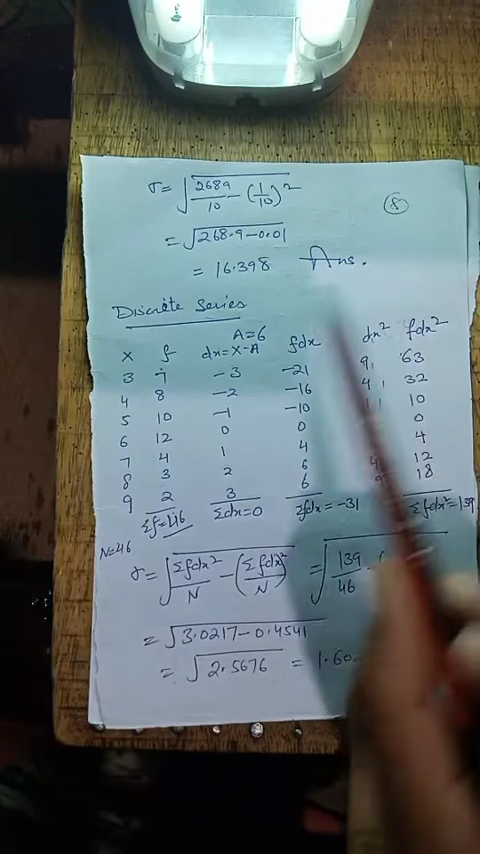 σ = √(2689/10 - (1/10)²)
(8)
= √268.9-0.01
= 16.398 Ans.
Discrete Series
A=6
X f dx=X-A fdx dx² fdx²
3 7 -3 -21 9 63
4 8 -2 -16 4 32
5 10 -1 -10 1 10
6 12 0 0 0
7 4 1 4 4
8 3 2 6 4 12
9 2 3 6 9 18
Σf=46 Σdx=0 Σfdx=-31 Σfdx²=139
N=46
σ = √(Σfdx²/N - (Σfdx/N)²) = √(139/46 -
= √3.0217-0.4541
= √2.5676 = 1.60